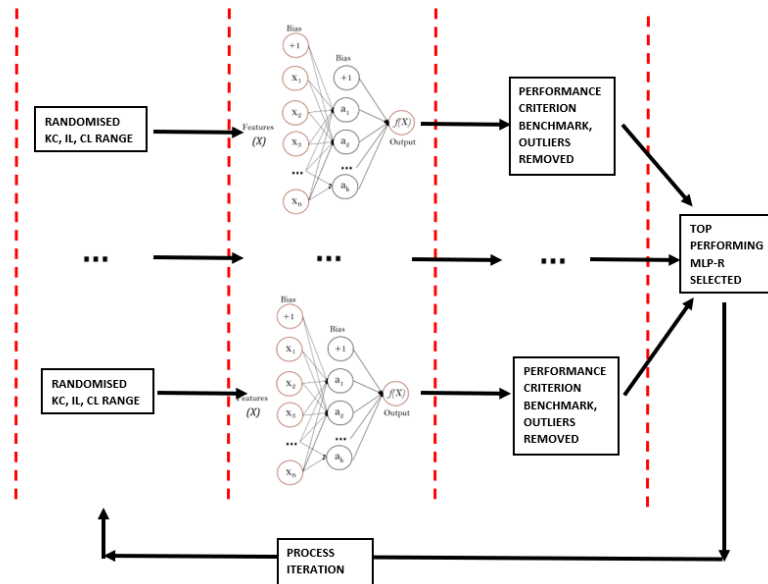 Bias
+1
Bias
x₁
+1
RANDOMISED
KC, IL, CL RANGE
Features
(X)
x₂
a₁
x₃
a₂
f(X)
Output
...
...
xₙ
aₖ
PERFORMANCE
CRITERION
BENCHMARK,
OUTLIERS
REMOVED
...
...
...
TOP
PERFORMING
MLP-R
SELECTED
Bias
+1
Bias
x₁
+1
RANDOMISED
KC, IL, CL RANGE
Features
(X)
x₂
a₁
x₃
a₂
f(X)
Output
...
...
xₙ
aₖ
PERFORMANCE
CRITERION
BENCHMARK,
OUTLIERS
REMOVED
PROCESS
ITERATION